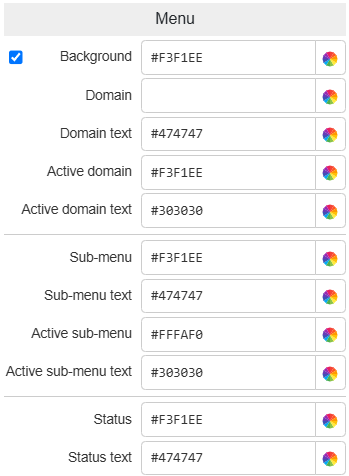 Menu
Background #F3F1EE
Domain
Domain text #474747
Active domain #F3F1EE
Active domain text #303030
Sub-menu #F3F1EE
Sub-menu text #474747
Active sub-menu #FFFAF0
Active sub-menu text #303030
Status #F3F1EE
Status text #474747